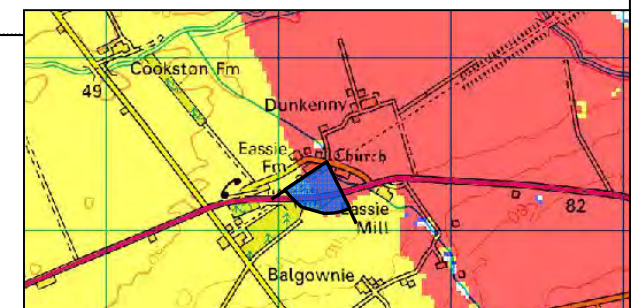 Cookston Fm
49
Dunkenny
Eassie
Fm
Church
82
Eassie
Mill
Balgownie